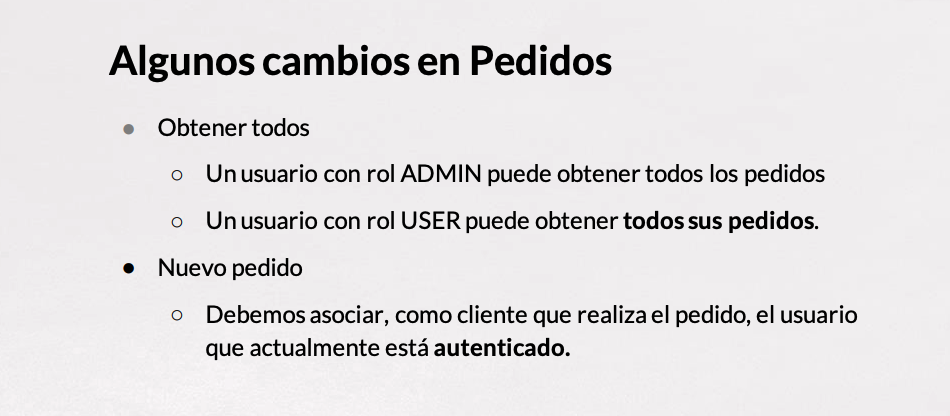 Algunos cambios en Pedidos
● Obtener todos
○ Un usuario con rol ADMIN puede obtener todos los pedidos
○ Un usuario con rol USER puede obtener todos sus pedidos.
● Nuevo pedido
○ Debemos asociar, como cliente que realiza el pedido, el usuario
que actualmente está autenticado.